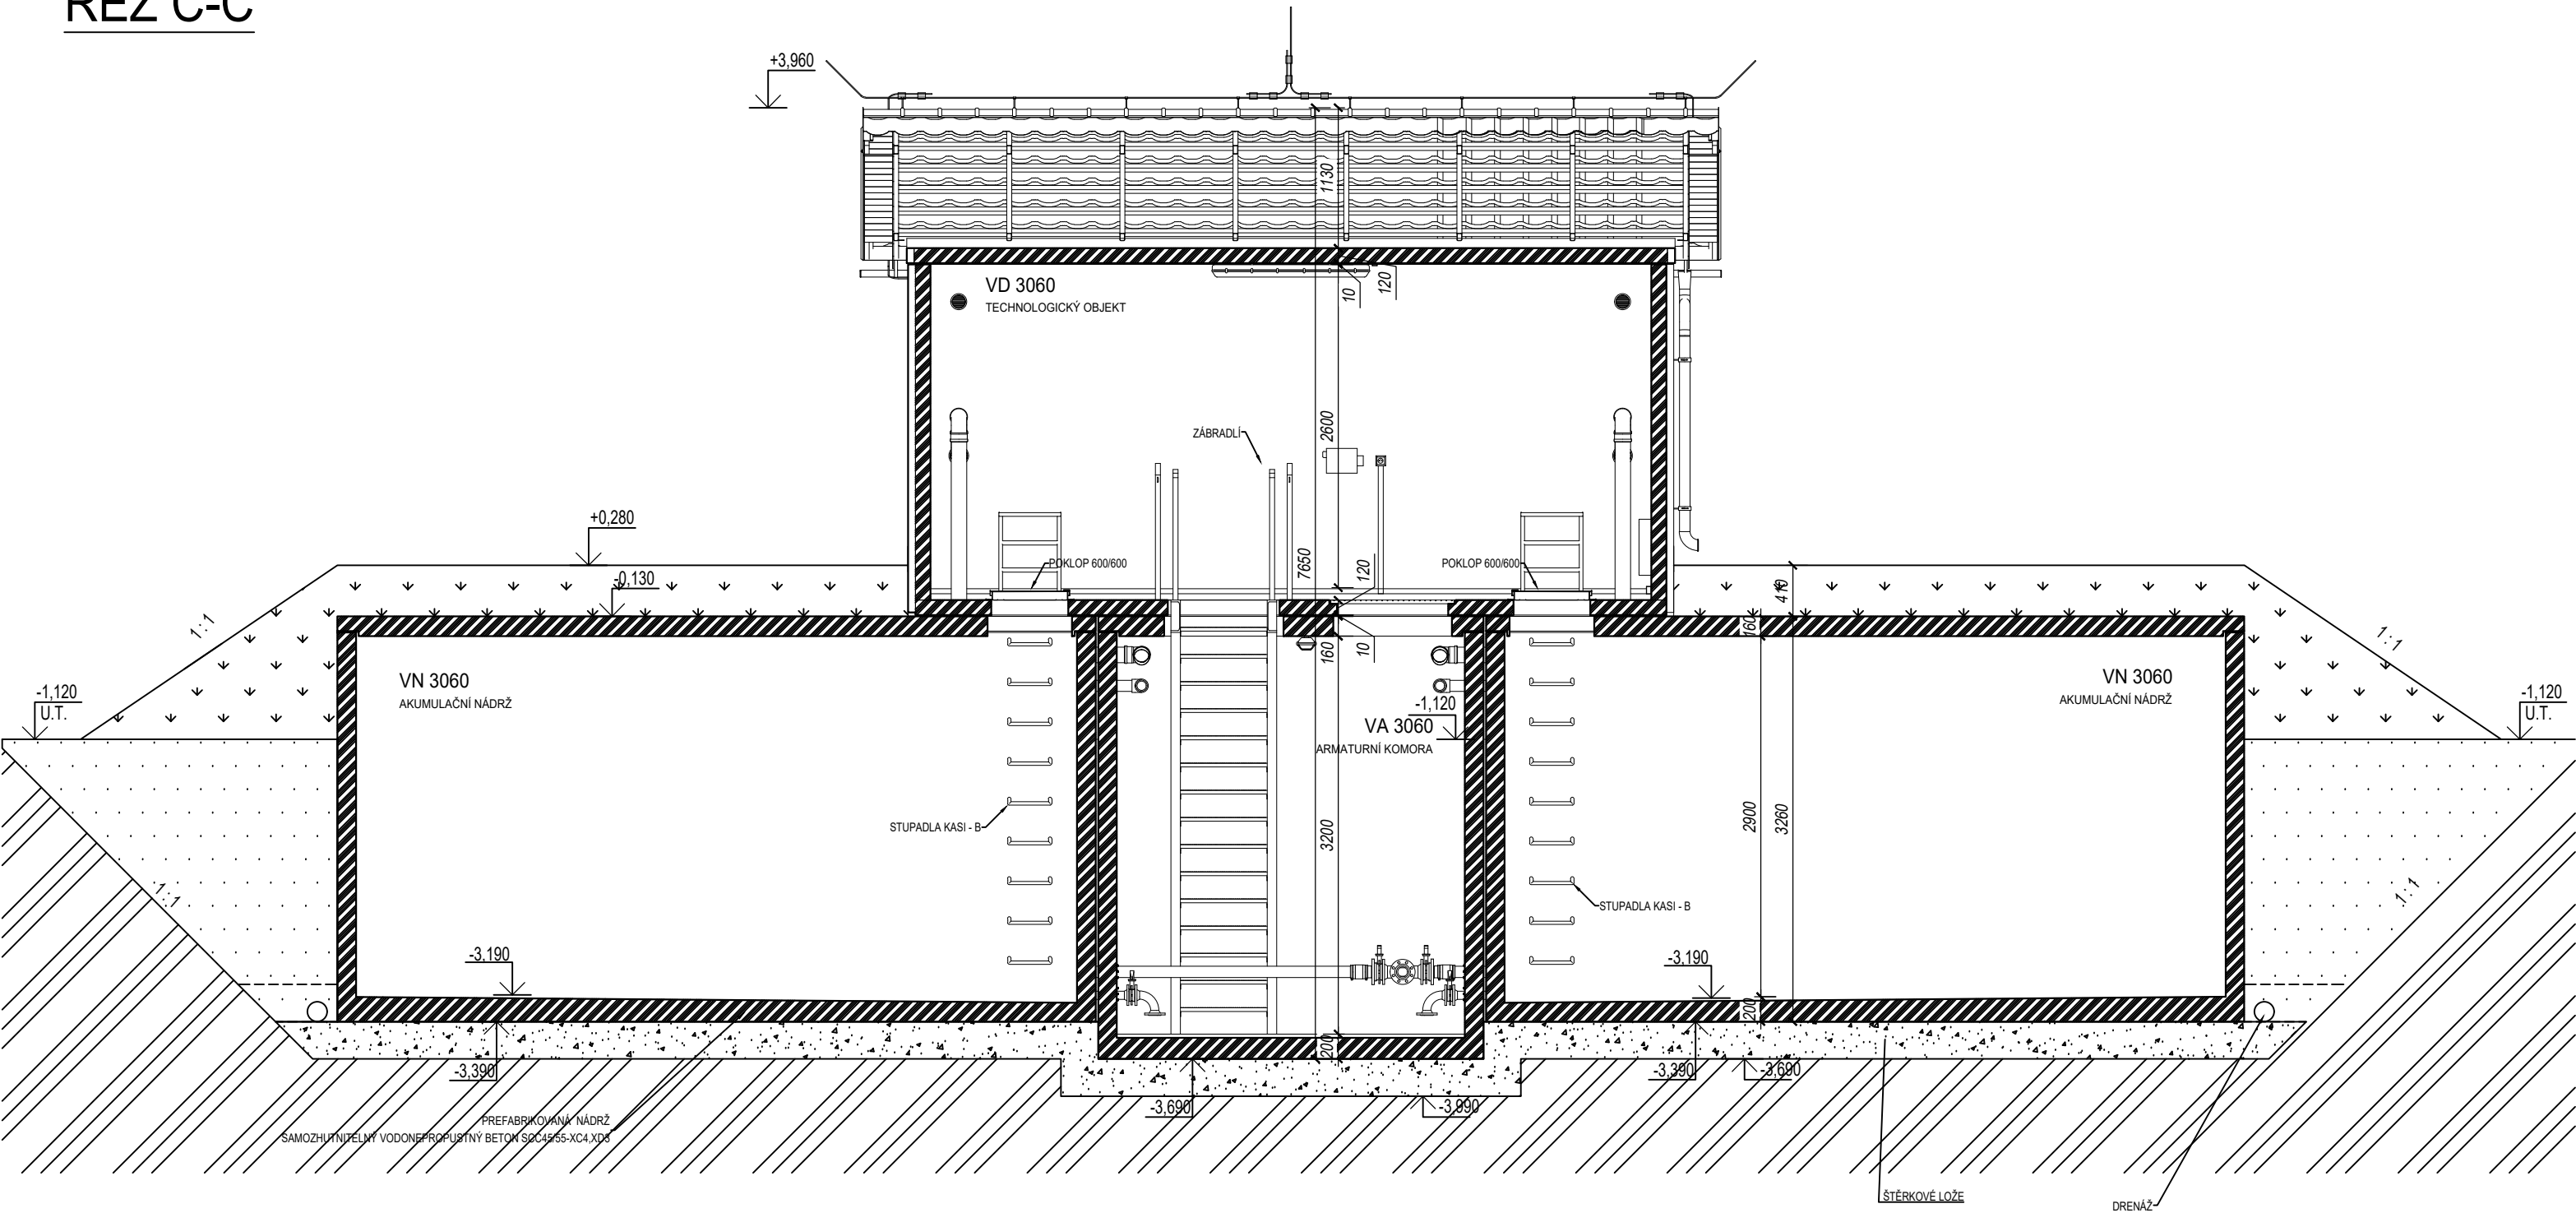 ŘEZ C-C
+3,960
1130
VD 3060
TECHNOLOGICKÝ OBJEKT
10
120
2600
ZÁBRADLÍ
+0,280
-0,130
POKLOP 600/600
7650
120
POKLOP 600/600
410
1:1
160
10
160
1:1
VN 3060
AKUMULAČNÍ NÁDRŽ
-1,120
U.T.
-1,120
VA 3060
ARMATURNÍ KOMORA
VN 3060
AKUMULAČNÍ NÁDRŽ
-1,120
U.T.
STUPADLA KASI - B
3200
2900
3260
1:1
STUPADLA KASI - B
1:1
-3,190
-3,190
200
200
-3,390
-3,690
-3,990
-3,390
-3,690
PREFABRIKOVANÁ NÁDRŽ
SAMOZHUTNITELNÝ VODONEPROPUSTNÝ BETON SCC45/55-XC4,XD3
ŠTĚRKOVÉ LOŽE
DRENÁŽ